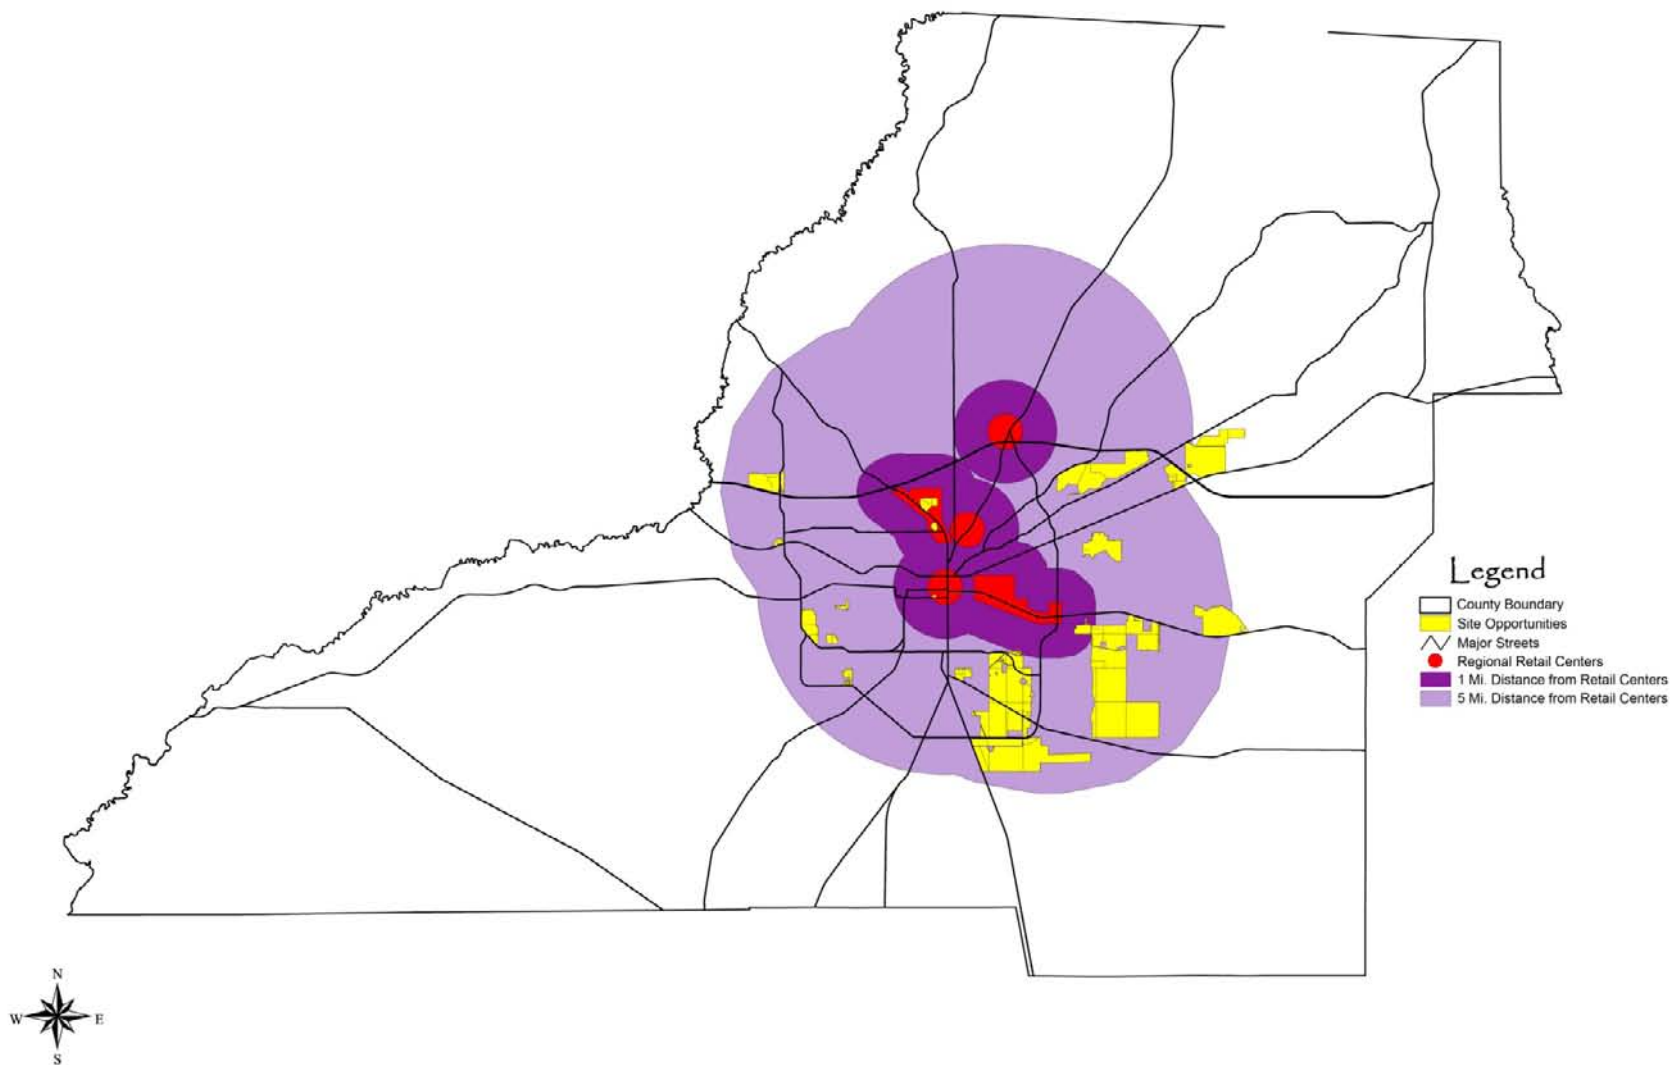 Legend
County Boundary
Site Opportunities
Major Streets
Regional Retail Centers
1 Mi. Distance from Retail Centers
5 Mi. Distance from Retail Centers
N
W E
S